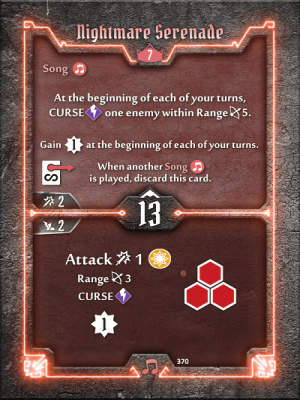 Nightmare Serenade
7
Song
At the beginning of each of your turns,
CURSE one enemy within Range 5.
Gain 1 at the beginning of each of your turns.
When another Song
is played, discard this card.
2
13
2
Attack 1
Range 3
CURSE
1
370